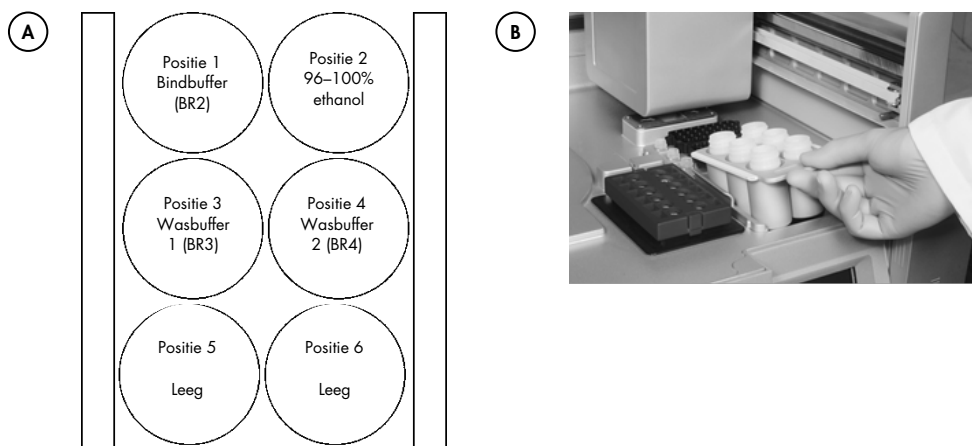 A
B
Positie 1
Bindbuffer
(BR2)
Positie 2
96–100%
ethanol
Positie 3
Wasbuffer
1 (BR3)
Positie 4
Wasbuffer
2 (BR4)
Positie 5
Leeg
Positie 6
Leeg